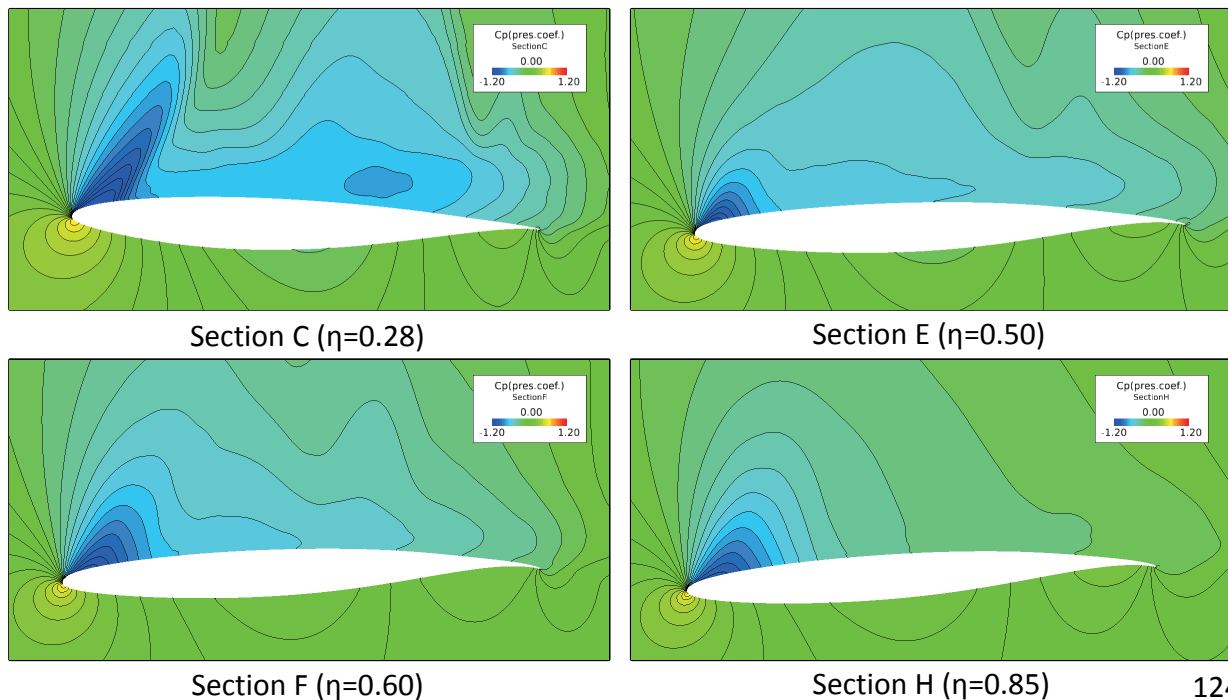 Cp(pres.coef.)
SectionC
0.00
-1.20 1.20
Cp(pres.coef.)
SectionE
0.00
-1.20 1.20
Section C (η=0.28)
Section E (η=0.50)
Cp(pres.coef.)
SectionF
0.00
-1.20 1.20
Cp(pres.coef.)
SectionH
0.00
-1.20 1.20
Section F (η=0.60)
Section H (η=0.85)